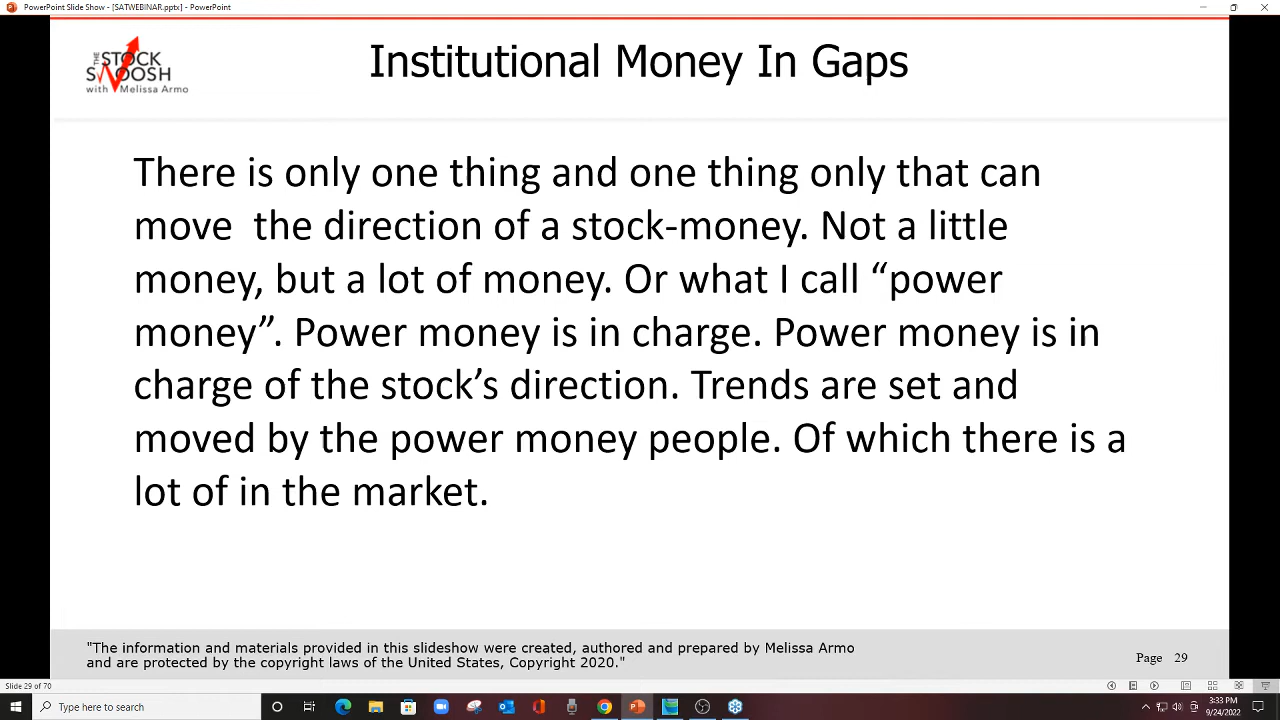 PowerPoint Slide Show - [SATWEBINAR.pptx] - PowerPoint
THE
STOCK
SWOOSH
with Melissa Armo
Institutional Money In Gaps
There is only one thing and one thing only that can
move  the direction of a stock-money. Not a little
money, but a lot of money. Or what I call “power
money”. Power money is in charge. Power money is in
charge of the stock’s direction. Trends are set and
moved by the power money people. Of which there is a
lot of in the market.
"The information and materials provided in this slideshow were created, authored and prepared by Melissa Armo
and are protected by the copyright laws of the United States, Copyright 2020."
Page 29
Slide 29 of 70
Type here to search
3:33 PM
9/24/2022